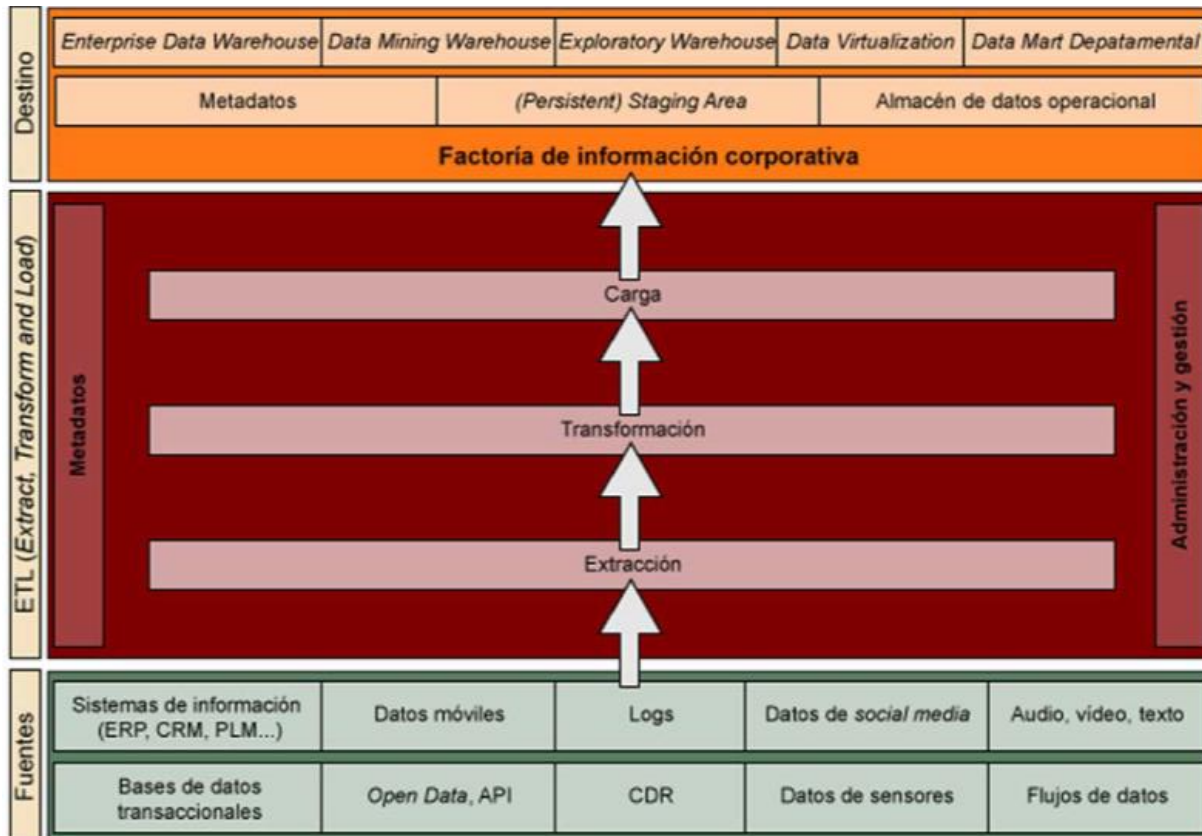 Destino
Enterprise Data Warehouse
Data Mining Warehouse
Exploratory Warehouse
Data Virtualization
Data Mart Depatamental
Metadatos
(Persistent) Staging Area
Almacén de datos operacional
Factoría de información corporativa
ETL (Extract, Transform and Load)
Metadatos
Carga
Transformación
Extracción
Administración y gestión
Fuentes
Sistemas de información
(ERP, CRM, PLM...)
Datos móviles
Logs
Datos de social media
Audio, vídeo, texto
Bases de datos
transaccionales
Open Data, API
CDR
Datos de sensores
Flujos de datos